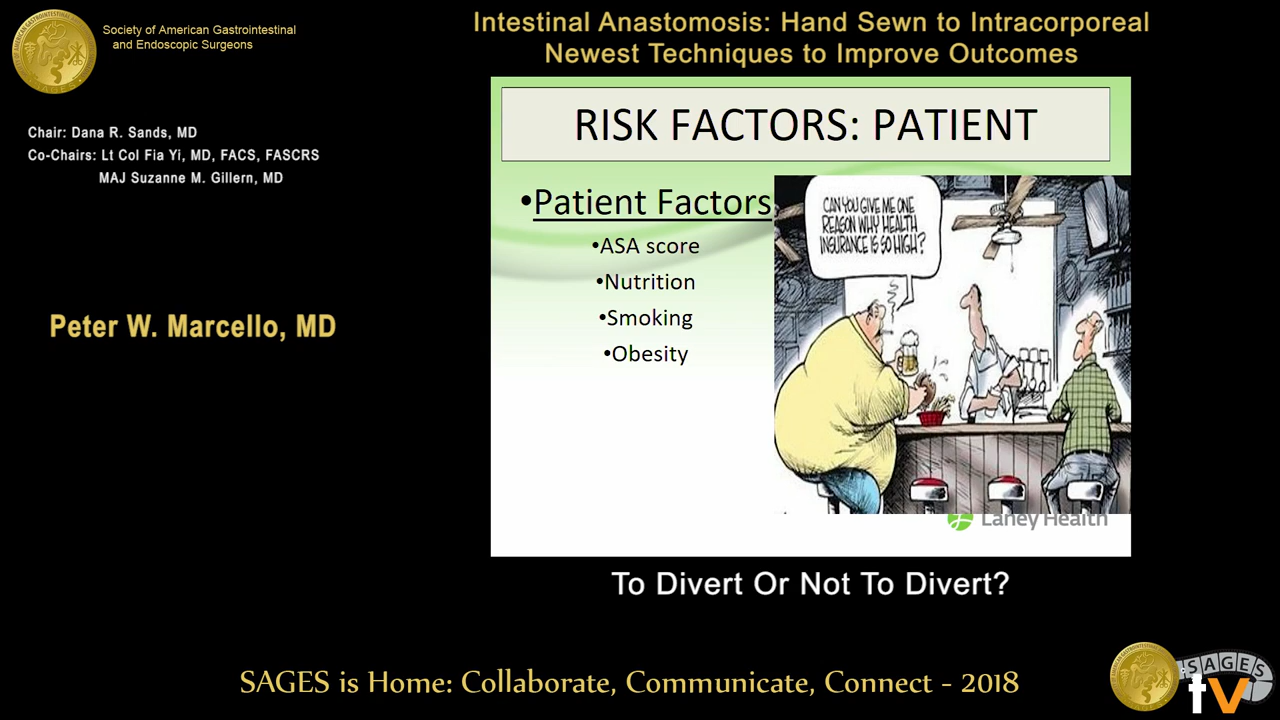 Society of American Gastrointestinal
and Endoscopic Surgeons
Intestinal Anastomosis: Hand Sewn to Intracorporeal
Newest Techniques to Improve Outcomes
Chair: Dana R. Sands, MD
Co-Chairs: Lt Col Fia Yi, MD, FACS, FASCRS
MAJ Suzanne M. Gillern, MD
Peter W. Marcello, MD
RISK FACTORS: PATIENT
•Patient Factors
•ASA score
•Nutrition
•Smoking
•Obesity
CAN YOU GIVE ME ONE
REASON WHY HEALTH
INSURANCE IS SO HIGH?
Lahey Health
To Divert Or Not To Divert?
SAGES is Home: Collaborate, Communicate, Connect - 2018
SAGES
tv